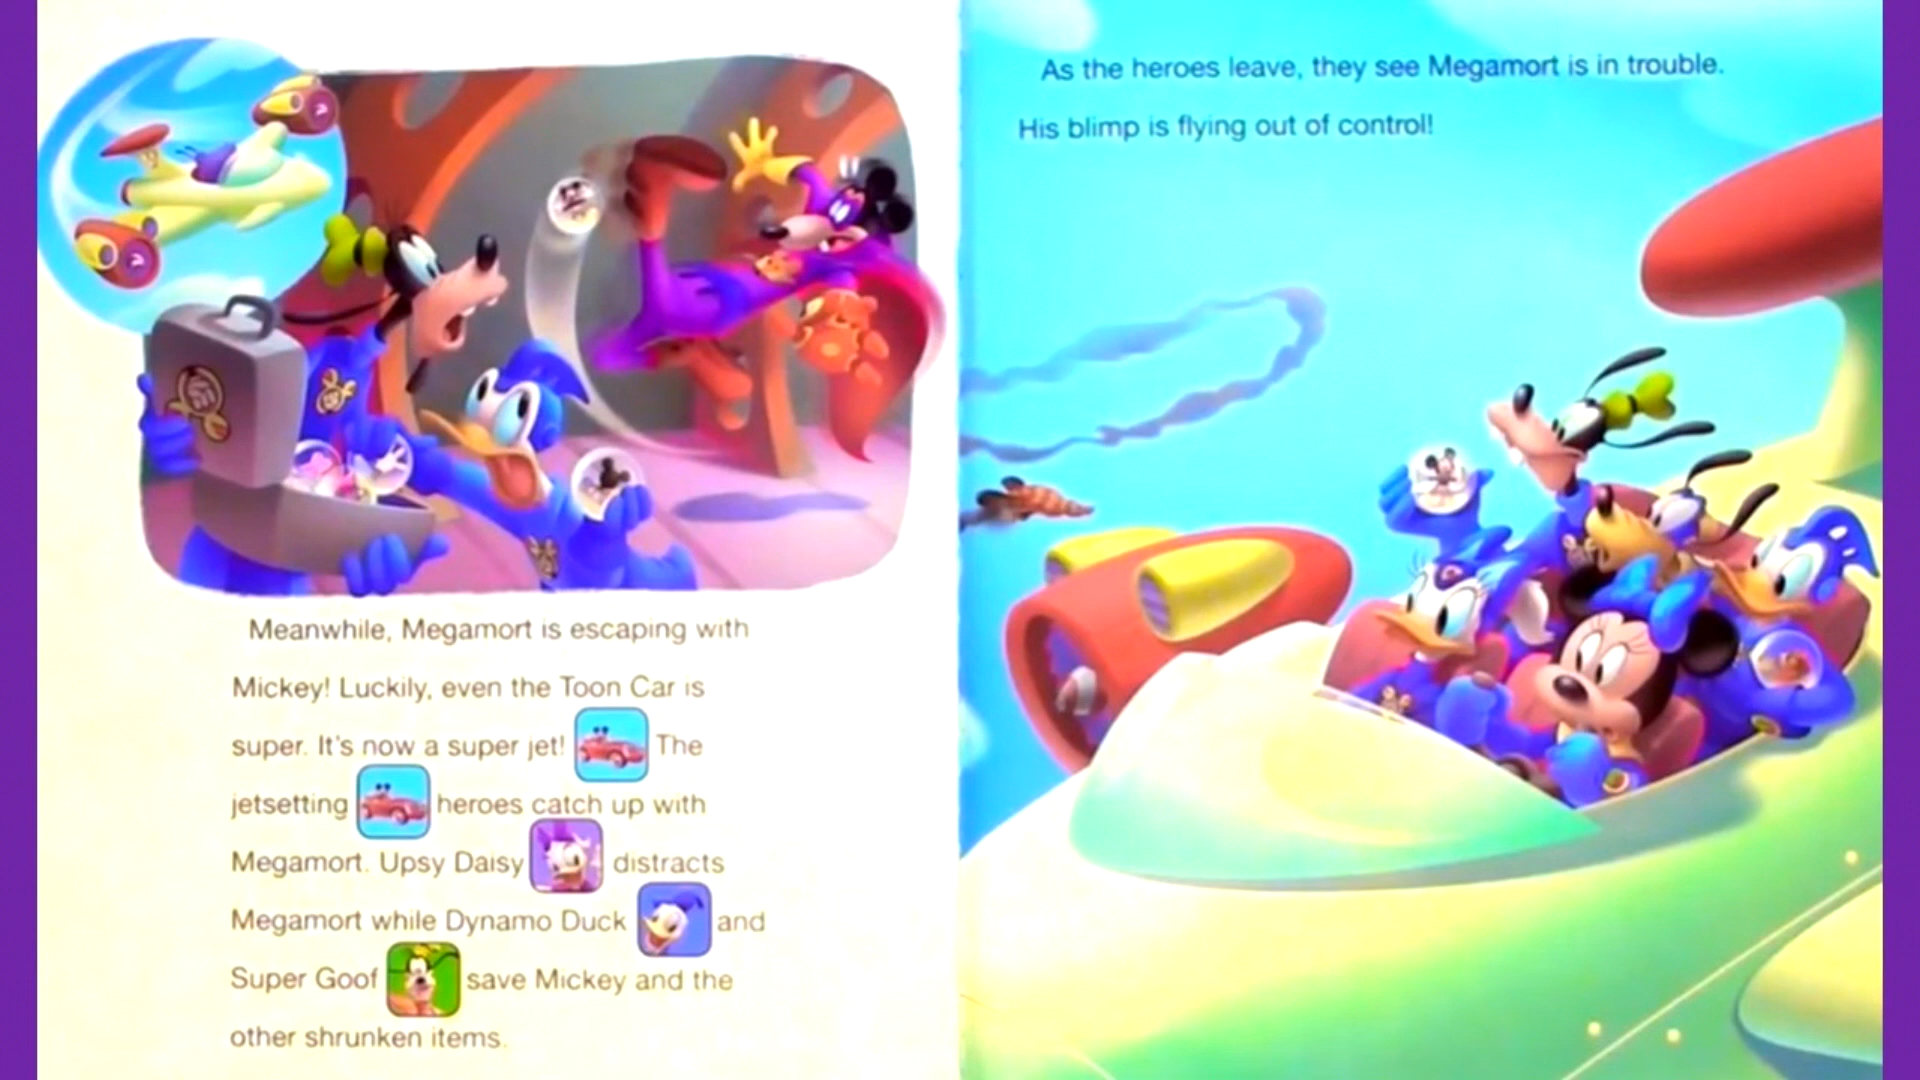 Meanwhile, Megamort is escaping with
Mickey! Luckily, even the Toon Car is
super. It's now a super jet! The
jetsetting heroes catch up with
Megamort. Upsy Daisy distracts
Megamort while Dynamo Duck and
Super Goof save Mickey and the
other shrunken items.
As the heroes leave, they see Megamort is in trouble.
His blimp is flying out of control!